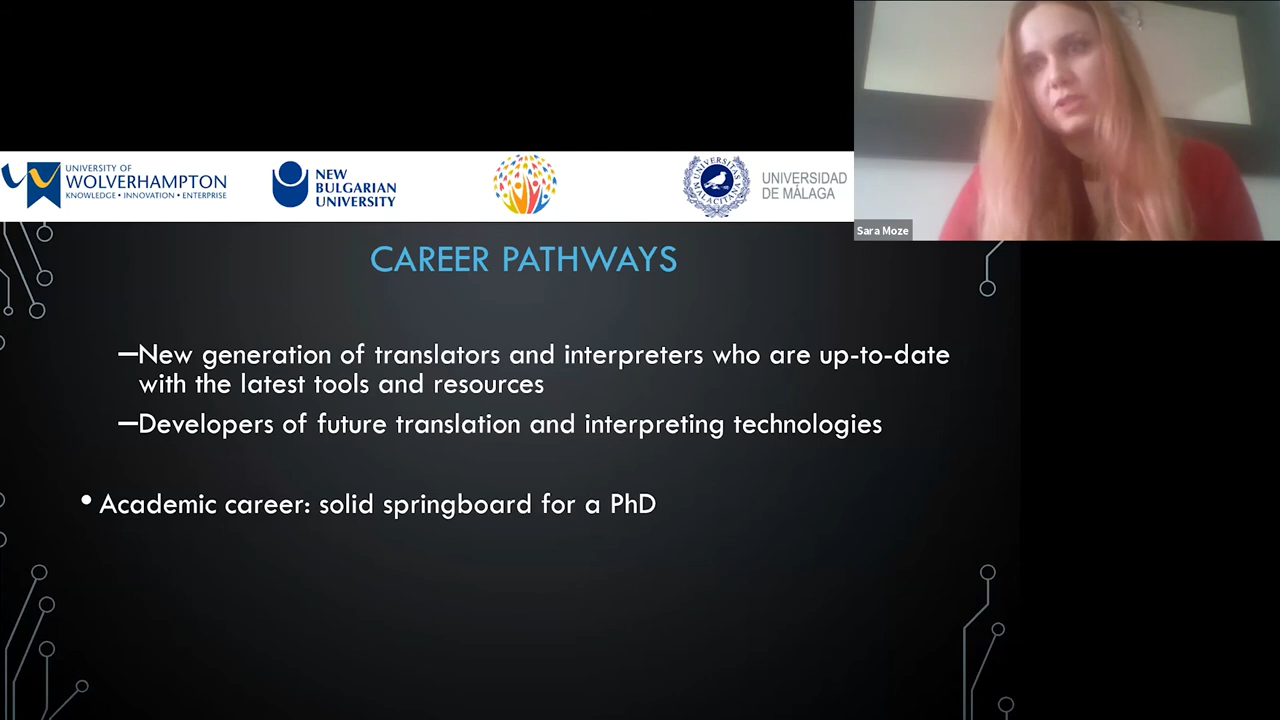 UNIVERSITY OF
WOLVERHAMPTON
KNOWLEDGE • INNOVATION • ENTERPRISE
NEW
BULGARIAN
UNIVERSITY
UNIVERSITAS
MALACITANA
UNIVERSIDAD
DE MÁLAGA
Sara Moze
CAREER PATHWAYS
–New generation of translators and interpreters who are up-to-date
with the latest tools and resources
–Developers of future translation and interpreting technologies
• Academic career: solid springboard for a PhD